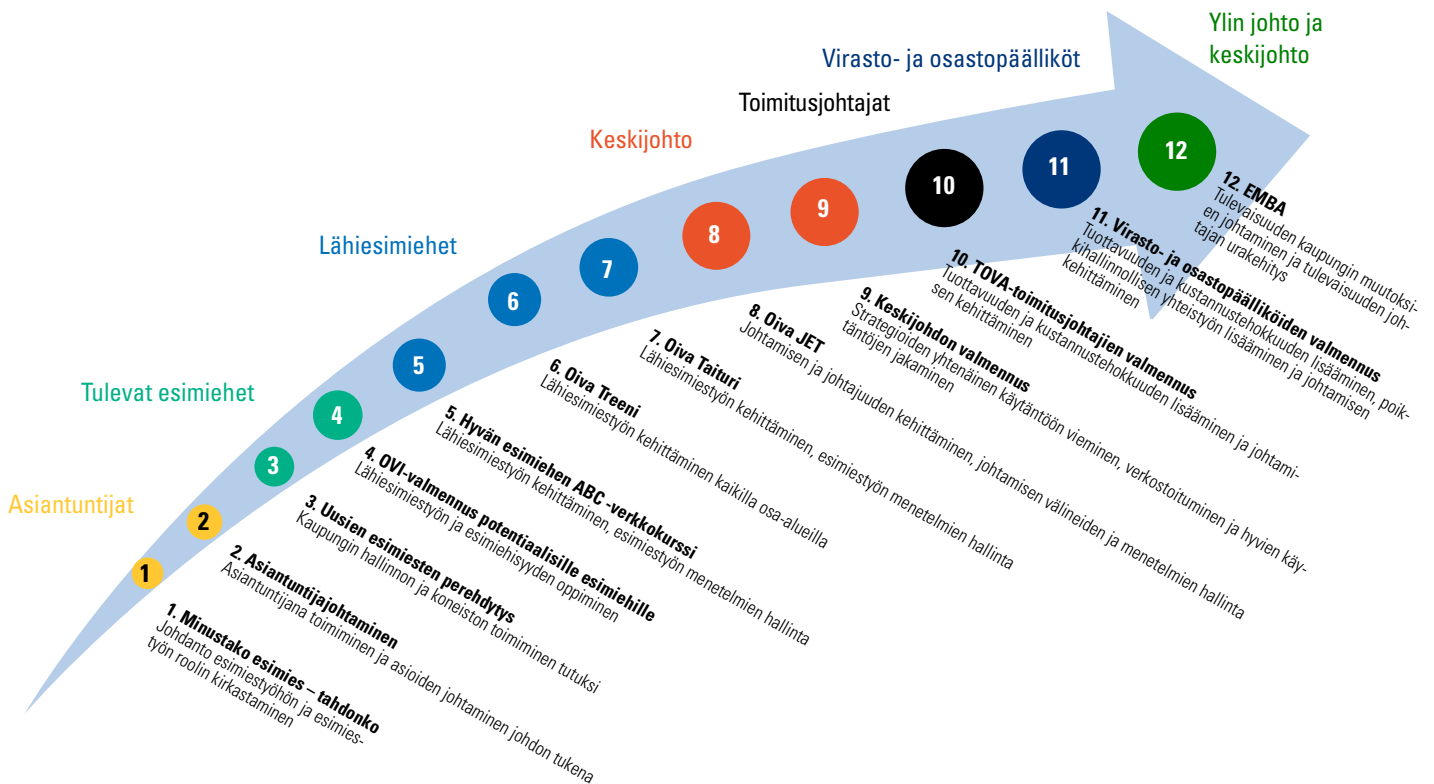 Ylin johto ja
keskijohto
Virasto- ja osastopäälliköt
Toimitusjohtajat
Keskijohto
Lähiesimiehet
Tulevat esimiehet
Asiantuntijat
1
2
3
4
5
6
7
8
9
10
11
12
1. Minustako esimies – tahdonko
Johdanto esimiestyöhön ja esimies-
työn roolin kirkastaminen
2. Asiantuntijajohtaminen
Asiantuntijana toimiminen ja asioiden johtaminen johdon tukena
3. Uusien esimiesten perehdytys
Kaupungin hallinnon ja koneiston toimiminen tutuksi
4. OVI-valmennus potentiaalisille esimiehille
Lähiesimiestyön ja esimiehisyyden oppiminen
5. Hyvän esimiehen ABC -verkkokurssi
Lähiesimiestyön kehittäminen, esimiestyön menetelmien hallinta
6. Oiva Treeni
Lähiesimiestyön kehittäminen kaikilla osa-alueilla
7. Oiva Taituri
Lähiesimiestyön kehittäminen, esimiestyön menetelmien hallinta
8. Oiva JET
Johtamisen ja johtajuuden kehittäminen, johtamisen välineiden ja menetelmien hallinta
9. Keskijohdon valmennus
Strategioiden yhtenäinen käytäntöön vieminen, verkostoituminen ja hyvien käy-
täntöjen jakaminen
10. TOVA-toimitusjohtajien valmennus
Tuottavuuden ja kustannustehokkuuden lisääminen ja johtami-
sen kehittäminen
11. Virasto- ja osastopäälliköiden valmennus
Tuottavuuden ja kustannustehokkuuden lisääminen, poik-
kihallinnollisen yhteistyön lisääminen ja johtamisen
kehittäminen
12. EMBA
Tulevaisuuden kaupungin muutoksi-
en johtaminen ja tulevaisuuden joh-
tajan urakehitys